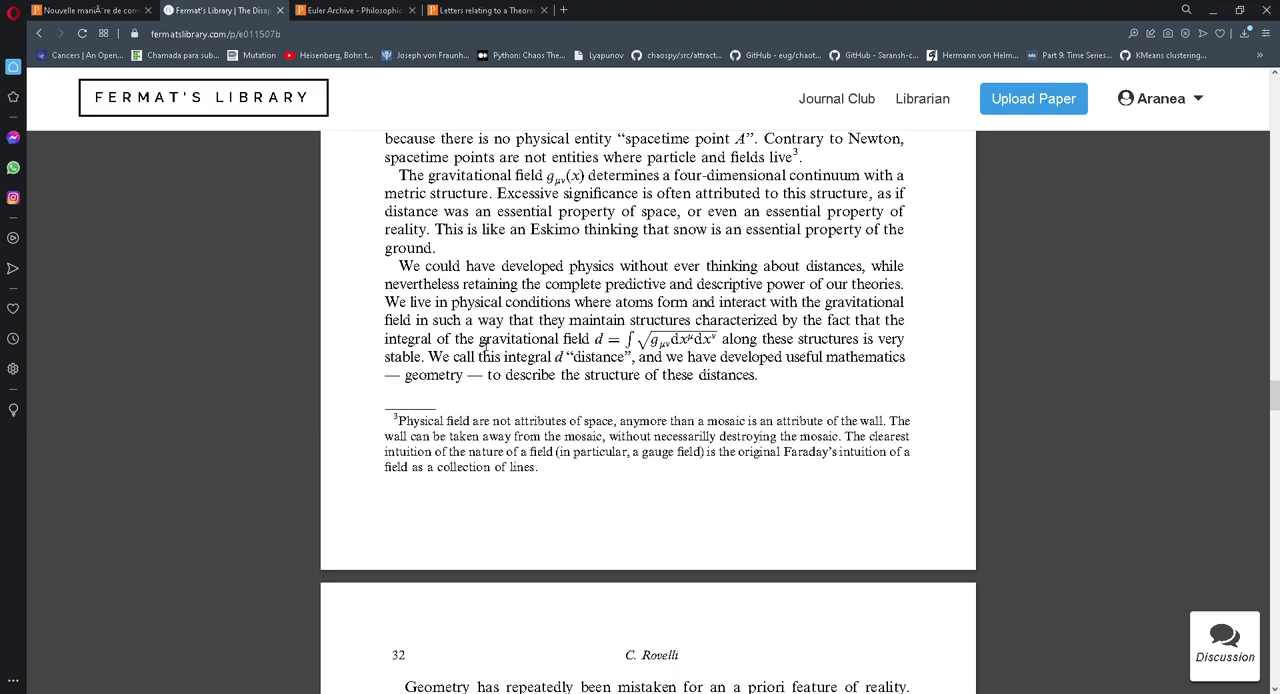 Nouvelle maniÃ¨re de com
Fermat's Library | The Disap
Euler Archive - Philosophic
Letters relating to a Theorem
fermatslibrary.com/p/e011507b
Cancers | An Open...
Chamada para sub...
Mutation
Heisenberg, Bohr: t...
Joseph von Fraunh...
Python: Chaos The...
Lyapunov
chaospy/src/attract...
GitHub - eug/chaot...
GitHub - Saransh-c...
Hermann von Helm...
Part 9: Time Series...
KMeans clustering...
FERMAT'S LIBRARY
Journal Club
Librarian
Upload Paper
Aranea
because there is no physical entity “spacetime point A”. Contrary to Newton,
spacetime points are not entities where particle and fields live³.
The gravitational field gμν(x) determines a four-dimensional continuum with a
metric structure. Excessive significance is often attributed to this structure, as if
distance was an essential property of space, or even an essential property of
reality. This is like an Eskimo thinking that snow is an essential property of the
ground.
We could have developed physics without ever thinking about distances, while
nevertheless retaining the complete predictive and descriptive power of our theories.
We live in physical conditions where atoms form and interact with the gravitational
field in such a way that they maintain structures characterized by the fact that the
integral of the gravitational field d = ∫ √gμνdxμdxν along these structures is very
stable. We call this integral d “distance”, and we have developed useful mathematics
— geometry — to describe the structure of these distances.
³Physical field are not attributes of space, anymore than a mosaic is an attribute of the wall. The
wall can be taken away from the mosaic, without necessarilly destroying the mosaic. The clearest
intuition of the nature of a field (in particular, a gauge field) is the original Faraday's intuition of a
field as a collection of lines.
32
C. Rovelli
Geometry has repeatedly been mistaken for an a priori feature of reality.
Discussion